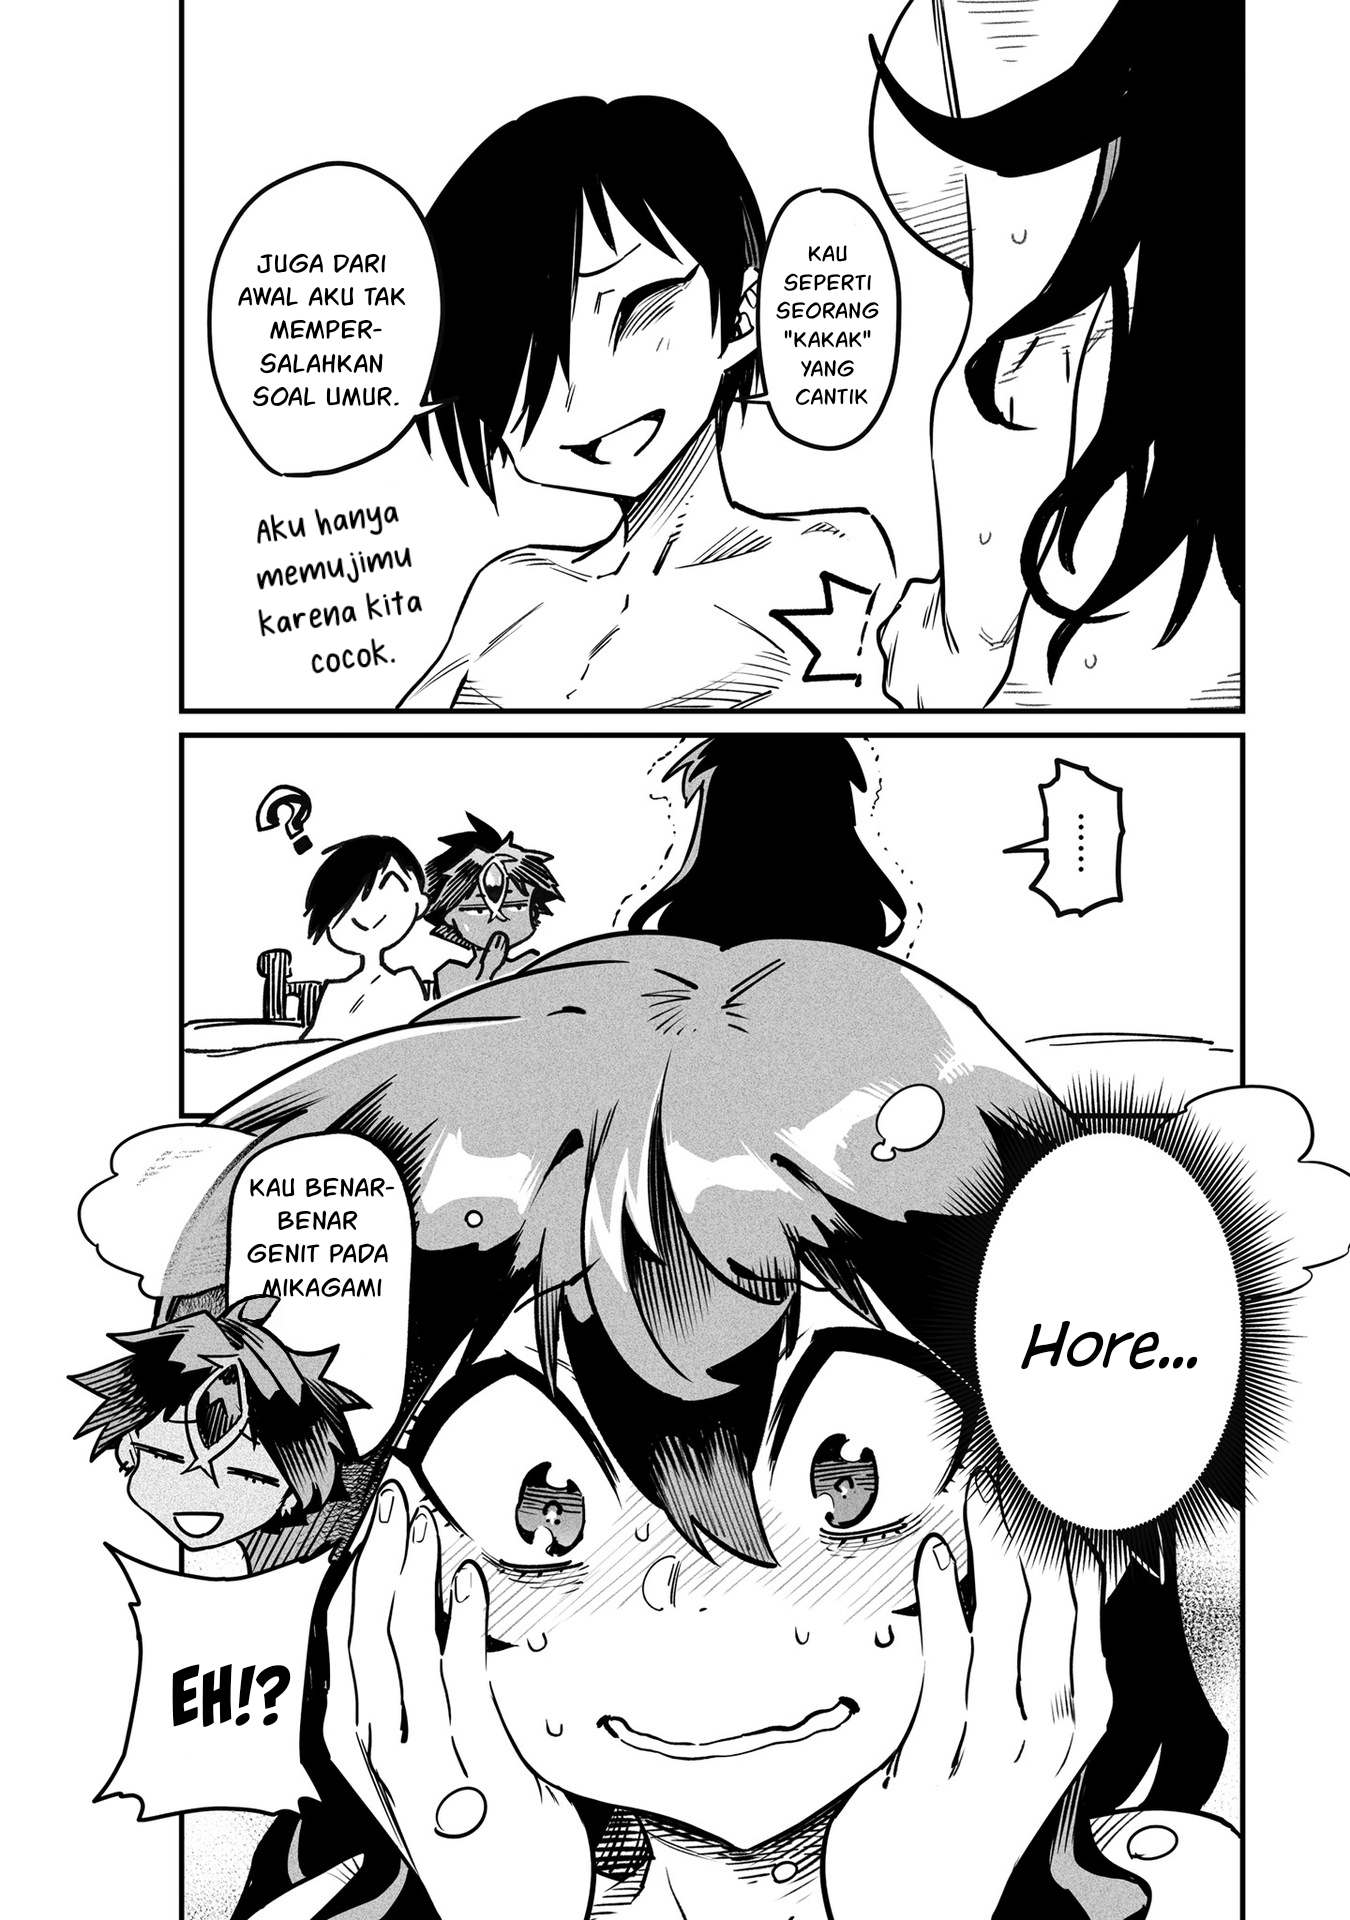 KAU
SEPERTI
SEORANG
"KAKAK"
YANG
CANTIK
JUGA DARI
AWAL AKU TAK
MEMPER-
SALAHKAN
SOAL UMUR.
Aku hanya
memujimu
karena kita
cocok.
.......
?
Hore...
KAU BENAR-
BENAR
GENIT PADA
MIKAGAMI
EH!?